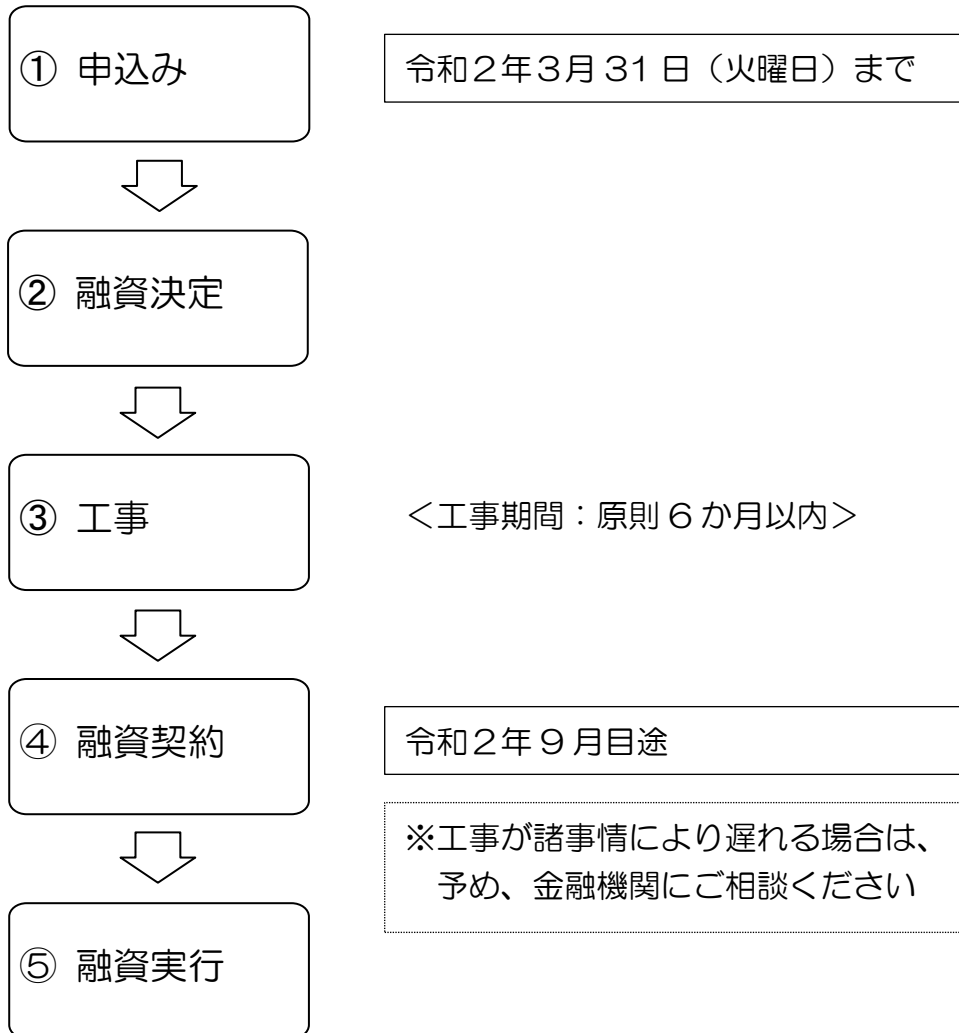 ① 申込み
令和２年３月 31 日（火曜日）まで
② 融資決定
③ 工事
＜工事期間：原則６か月以内＞
④ 融資契約
令和２年９月目途
※工事が諸事情により遅れる場合は、
予め、金融機関にご相談ください
⑤ 融資実行